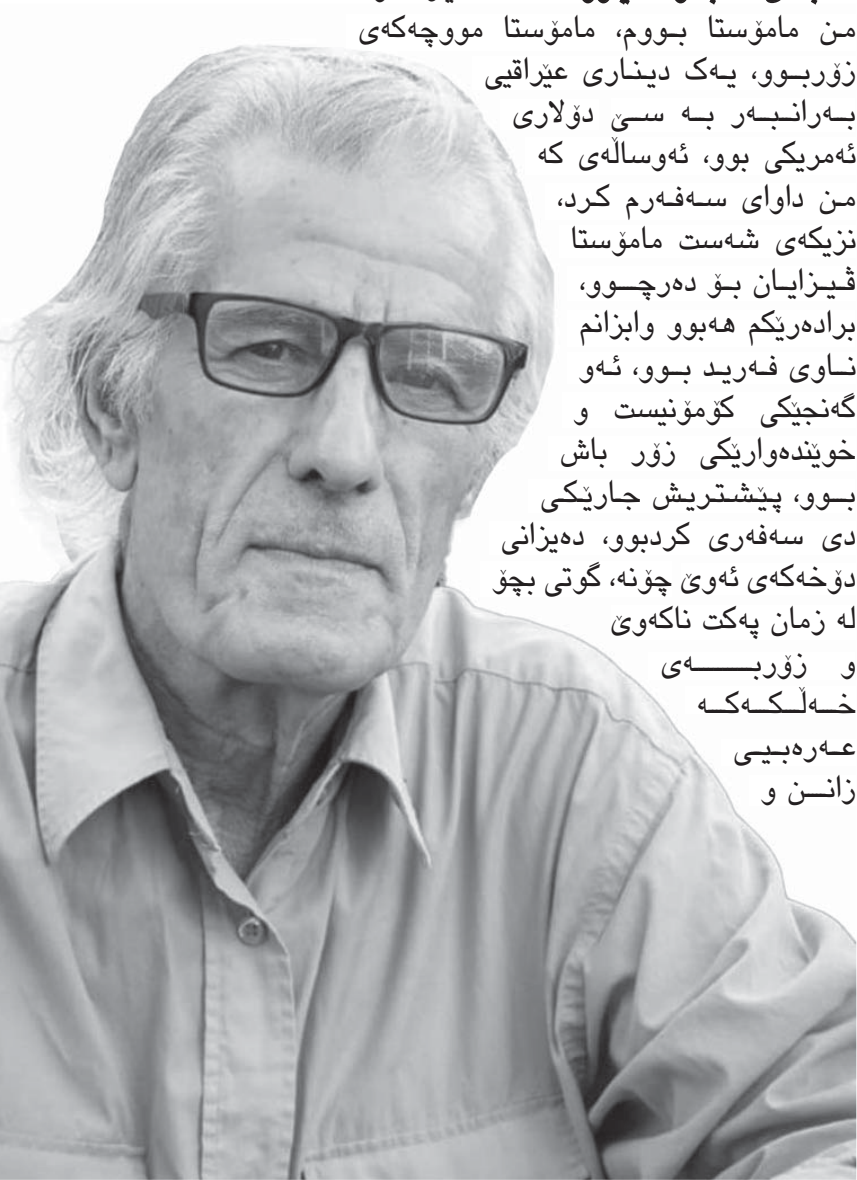 من مامۆستا بووم، مامۆستا مووچەکەی
زۆربوو، یەک دیناری عێراقیی
بەرانبەر بە سێ دۆلاری
ئەمریکی بوو، ئەوساڵەی کە
من داوای سەفەرم کرد،
نزیکەی شەست مامۆستا
ڤیزایان بۆ دەرچوو،
برادەرێکم هەبوو وابزانم
ناوی فەرید بوو، ئەو
گەنجێکی کۆمۆنیست و
خوێندەوارێکی زۆر باش
بوو، پێشتریش جارێکی
دی سەفەری کردبوو، دەیزانی
دۆخەکەی ئەوێ چۆنە، گوتی بچۆ
لە زمان پەکت ناکەوێ
و زۆربەی
خەڵکەکە
عەرەبیی
زانن و